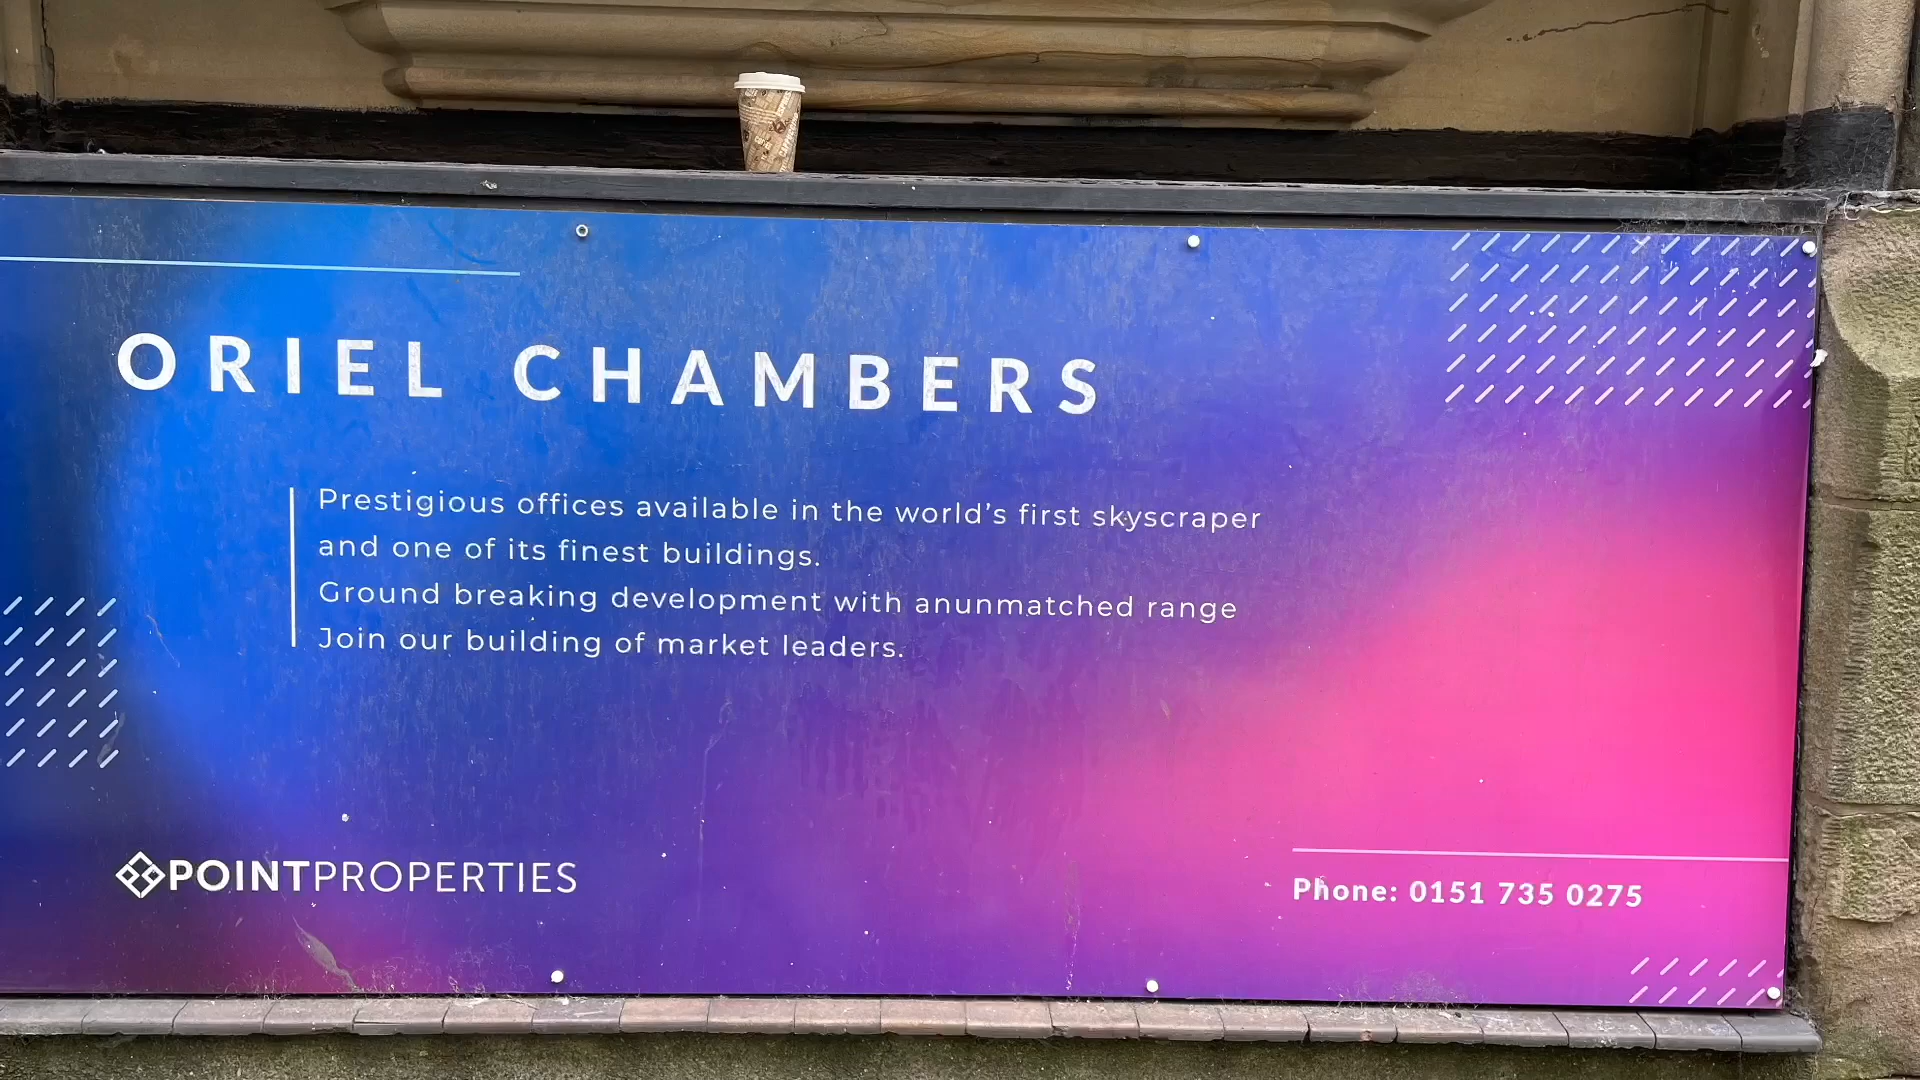 ORIEL CHAMBERS
Prestigious offices available in the world's first skyscraper
and one of its finest buildings.
Ground breaking development with anunmatched range
Join our building of market leaders.
POINTPROPERTIES
Phone: 0151 735 0275